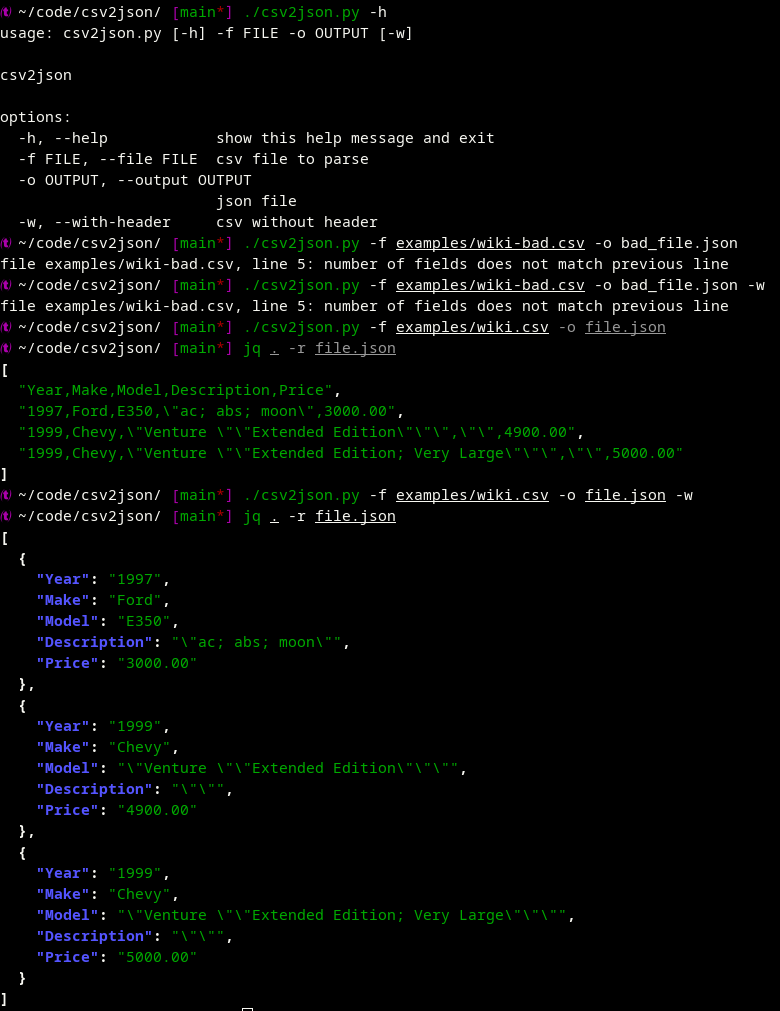 ~/code/csv2json/ [main*] ./csv2json.py -h
usage: csv2json.py [-h] -f FILE -o OUTPUT [-w]

csv2json

options:
  -h, --help            show this help message and exit
  -f FILE, --file FILE  csv file to parse
  -o OUTPUT, --output OUTPUT
                        json file
  -w, --with-header     csv without header
~/code/csv2json/ [main*] ./csv2json.py -f examples/wiki-bad.csv -o bad_file.json
file examples/wiki-bad.csv, line 5: number of fields does not match previous line
~/code/csv2json/ [main*] ./csv2json.py -f examples/wiki-bad.csv -o bad_file.json -w
file examples/wiki-bad.csv, line 5: number of fields does not match previous line
~/code/csv2json/ [main*] ./csv2json.py -f examples/wiki.csv -o file.json
~/code/csv2json/ [main*] jq . -r file.json
[
  "Year,Make,Model,Description,Price",
  "1997,Ford,E350,\"ac; abs; moon\",3000.00",
  "1999,Chevy,\"Venture \"\"Extended Edition\"\"\",\"\",4900.00",
  "1999,Chevy,\"Venture \"\"Extended Edition; Very Large\"\"\",\"\",5000.00"
]
~/code/csv2json/ [main*] ./csv2json.py -f examples/wiki.csv -o file.json -w
~/code/csv2json/ [main*] jq . -r file.json
[
  {
    "Year": "1997",
    "Make": "Ford",
    "Model": "E350",
    "Description": "\"ac; abs; moon\"",
    "Price": "3000.00"
  },
  {
    "Year": "1999",
    "Make": "Chevy",
    "Model": "\"Venture \"\"Extended Edition\"\"\"",
    "Description": "\"\"",
    "Price": "4900.00"
  },
  {
    "Year": "1999",
    "Make": "Chevy",
    "Model": "\"Venture \"\"Extended Edition; Very Large\"\"\"",
    "Description": "\"\"",
    "Price": "5000.00"
  }
]